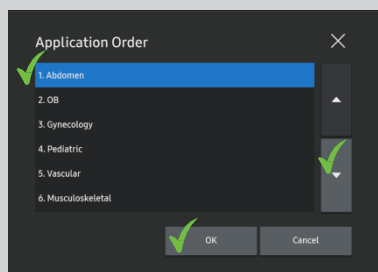 Application Order
1. Abdomen
2. OB
3. Gynecology
4. Pediatric
5. Vascular
6. Musculoskeletal
OK Cancel